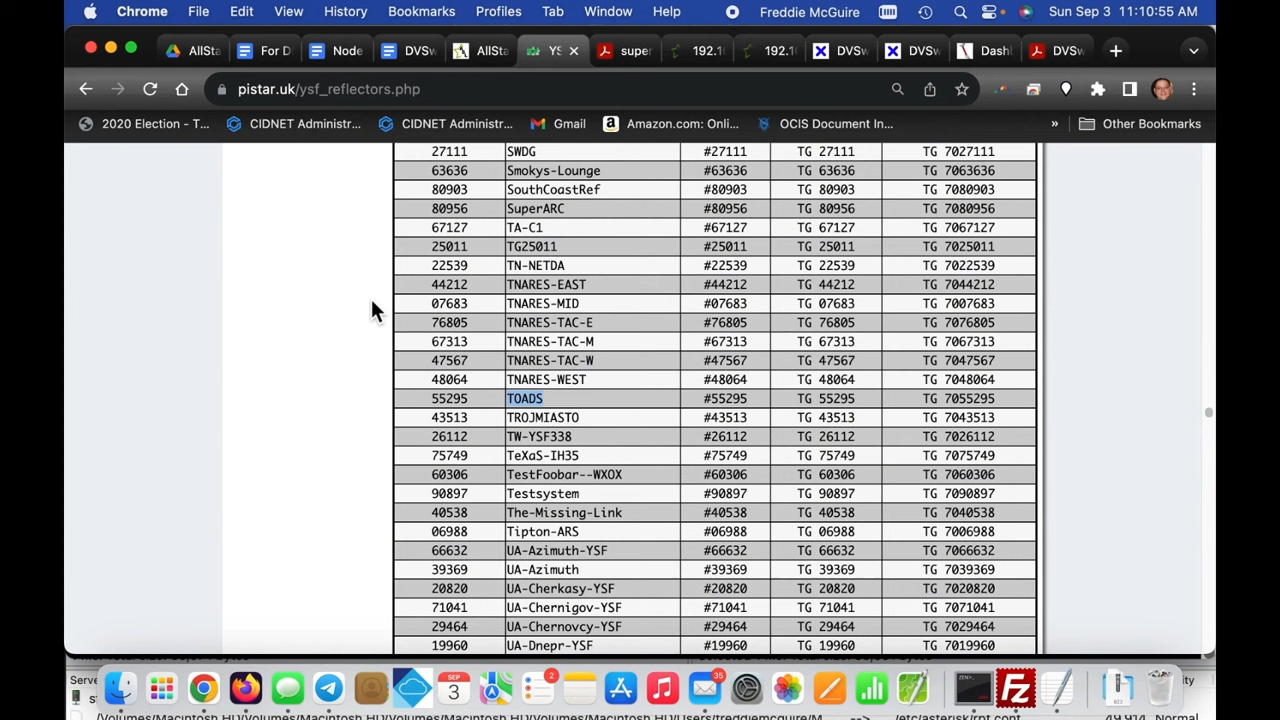 Chrome File Edit View History Bookmarks Profiles Tab Window Help Freddie McGuire Sun Sep 3 11:10:55 AM
AllSta For D Node DVSw AllSta YS super 192.1 192.1 DVSw DVSw Dash DVSw
pistar.uk/ysf_reflectors.php
2020 Election - T... CIDNET Administr... CIDNET Administr... Gmail Amazon.com: Onli... OCIS Document In... » Other Bookmarks
27111 SWDG #27111 TG 27111 TG 7027111
63636 Smokys-Lounge #63636 TG 63636 TG 7063636
80903 SouthCoastRef #80903 TG 80903 TG 7080903
80956 SuperARC #80956 TG 80956 TG 7080956
67127 TA-C1 #67127 TG 67127 TG 7067127
25011 TG25011 #25011 TG 25011 TG 7025011
22539 TN-NETDA #22539 TG 22539 TG 7022539
44212 TNARES-EAST #44212 TG 44212 TG 7044212
07683 TNARES-MID #07683 TG 07683 TG 7007683
76805 TNARES-TAC-E #76805 TG 76805 TG 7076805
67313 TNARES-TAC-M #67313 TG 67313 TG 7067313
47567 TNARES-TAC-W #47567 TG 47567 TG 7047567
48064 TNARES-WEST #48064 TG 48064 TG 7048064
55295 TOADS #55295 TG 55295 TG 7055295
43513 TROJMIASTO #43513 TG 43513 TG 7043513
26112 TW-YSF338 #26112 TG 26112 TG 7026112
75749 TeXaS-IH35 #75749 TG 75749 TG 7075749
60306 TestFoobar--WXOX #60306 TG 60306 TG 7060306
90897 Testsystem #90897 TG 90897 TG 7090897
40538 The-Missing-Link #40538 TG 40538 TG 7040538
06988 Tipton-ARS #06988 TG 06988 TG 7006988
66632 UA-Azimuth-YSF #66632 TG 66632 TG 7066632
39369 UA-Azimuth #39369 TG 39369 TG 7039369
20820 UA-Cherkasy-YSF #20820 TG 20820 TG 7020820
71041 UA-Chernigov-YSF #71041 TG 71041 TG 7071041
29464 UA-Chernovcy-YSF #29464 TG 29464 TG 7029464
19960 UA-Dnepr-YSF #19960 TG 19960 TG 7019960
Serve
SEP 3 2 35